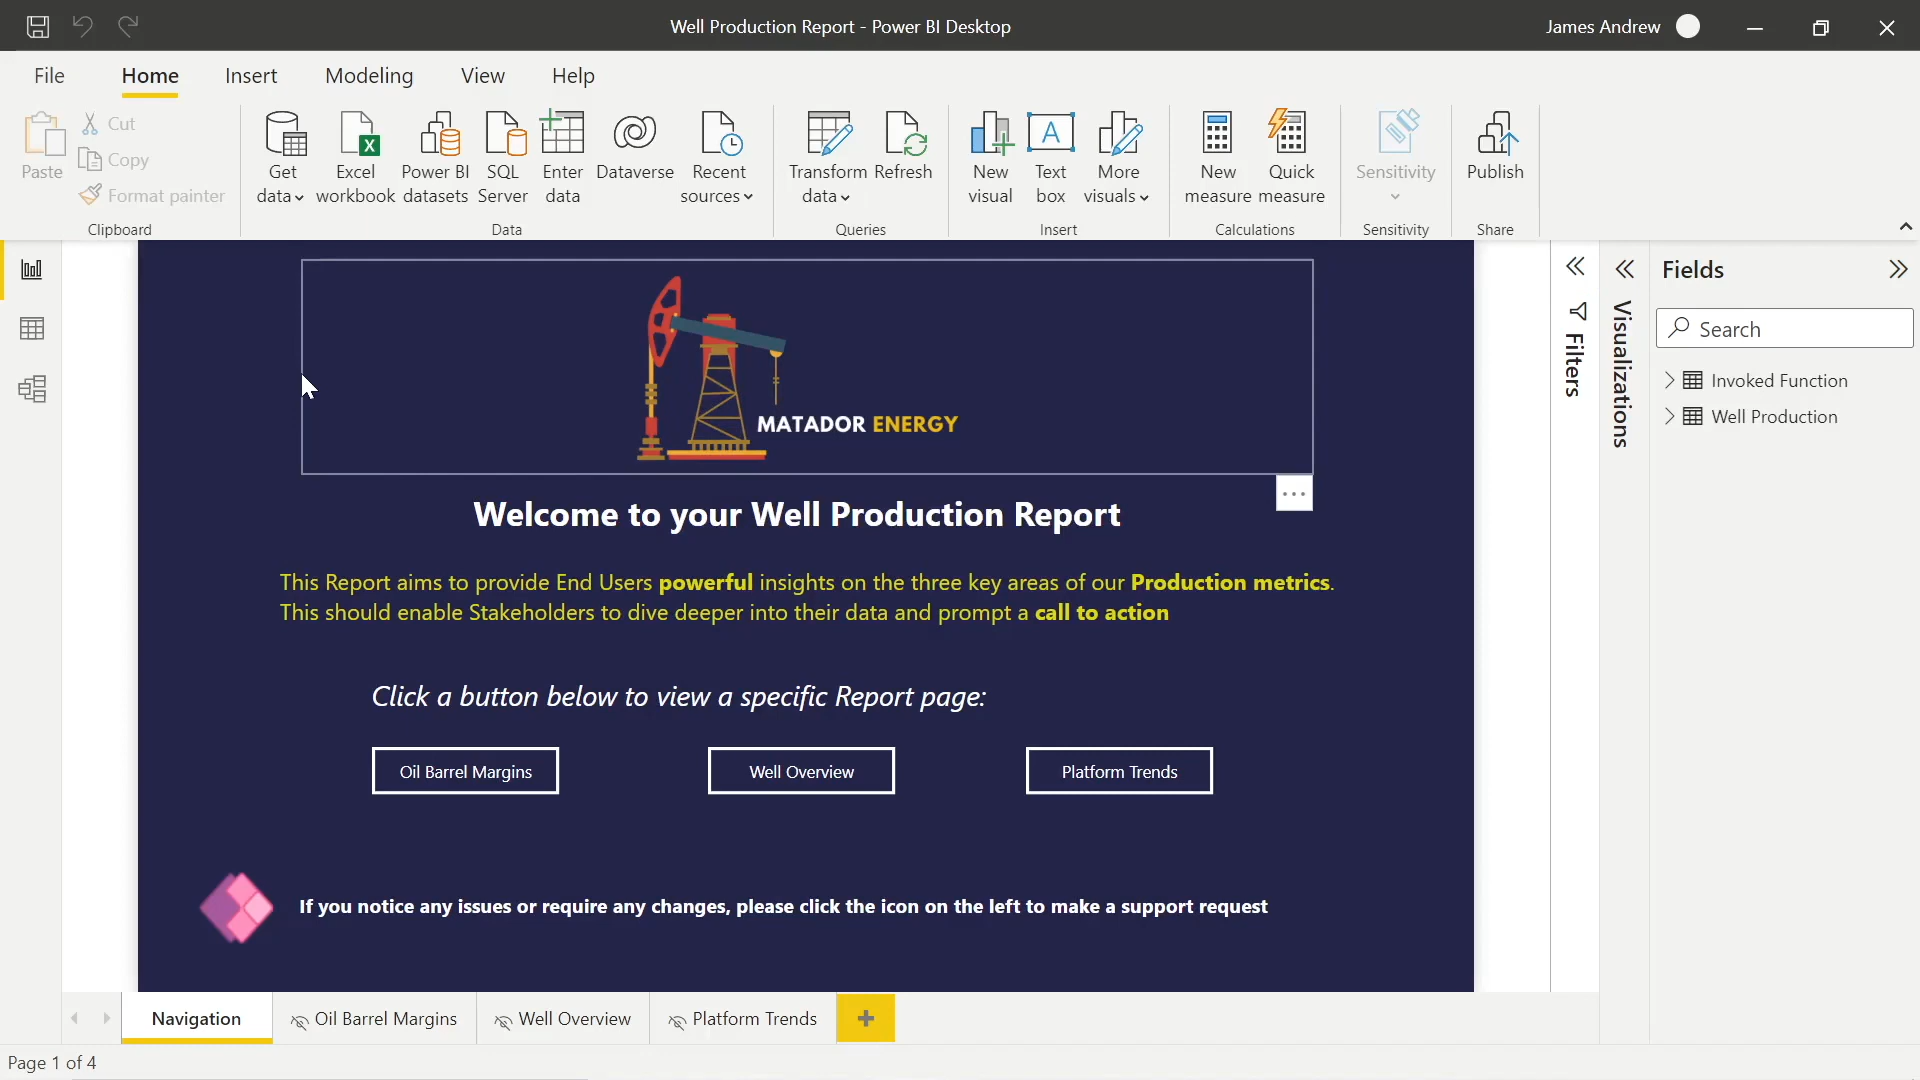 Well Production Report - Power BI Desktop
James Andrew
File
Home
Insert
Modeling
View
Help
Paste
Cut
Copy
Format painter
Clipboard
Get
data
Excel
workbook
Power BI
datasets
SQL
Server
Enter
data
Dataverse
Recent
sources
Data
Transform
data
Refresh
Queries
New
visual
Text
box
More
visuals
Insert
New
measure
Quick
measure
Calculations
Sensitivity
Sensitivity
Publish
Share
MATADOR ENERGY
Welcome to your Well Production Report
This Report aims to provide End Users powerful insights on the three key areas of our Production metrics.
This should enable Stakeholders to dive deeper into their data and prompt a call to action
Click a button below to view a specific Report page:
Oil Barrel Margins
Well Overview
Platform Trends
If you notice any issues or require any changes, please click the icon on the left to make a support request
Filters
Visualizations
Fields
Search
Invoked Function
Well Production
Navigation
Oil Barrel Margins
Well Overview
Platform Trends
Page 1 of 4